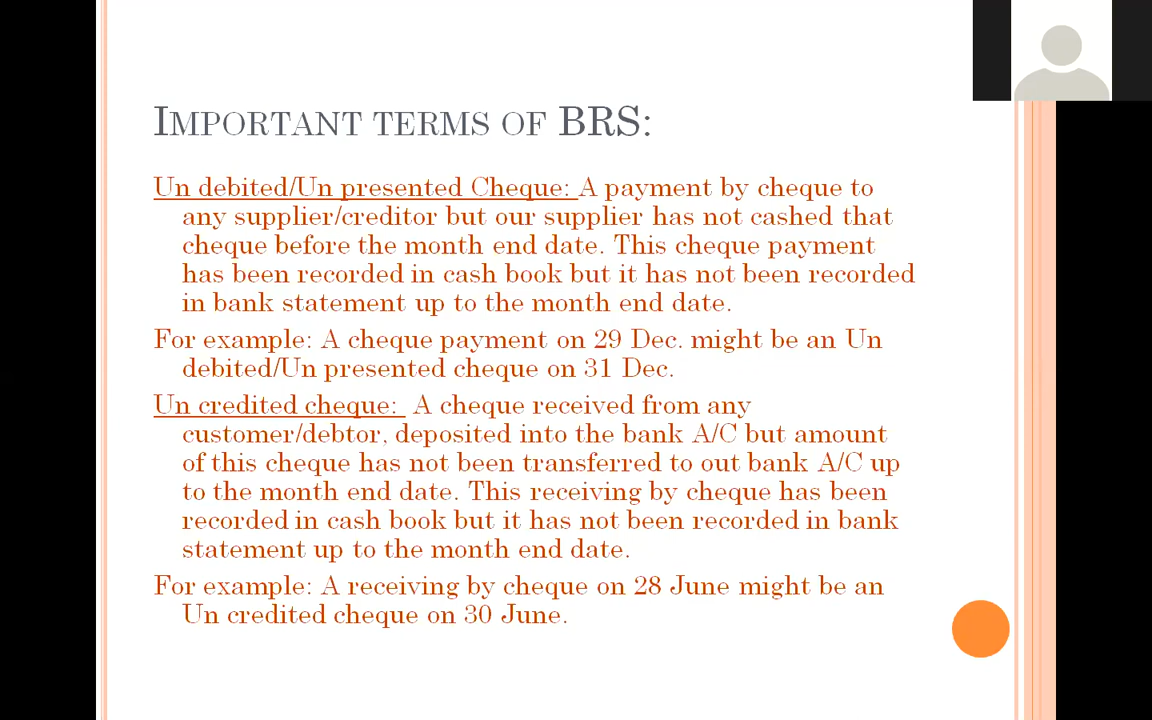 IMPORTANT TERMS OF BRS:
Un debited/Un presented Cheque: A payment by cheque to
any supplier/creditor but our supplier has not cashed that
cheque before the month end date. This cheque payment
has been recorded in cash book but it has not been recorded
in bank statement up to the month end date.
For example: A cheque payment on 29 Dec. might be an Un
debited/Un presented cheque on 31 Dec.
Un credited cheque: A cheque received from any
customer/debtor, deposited into the bank A/C but amount
of this cheque has not been transferred to out bank A/C up
to the month end date. This receiving by cheque has been
recorded in cash book but it has not been recorded in bank
statement up to the month end date.
For example: A receiving by cheque on 28 June might be an
Un credited cheque on 30 June.